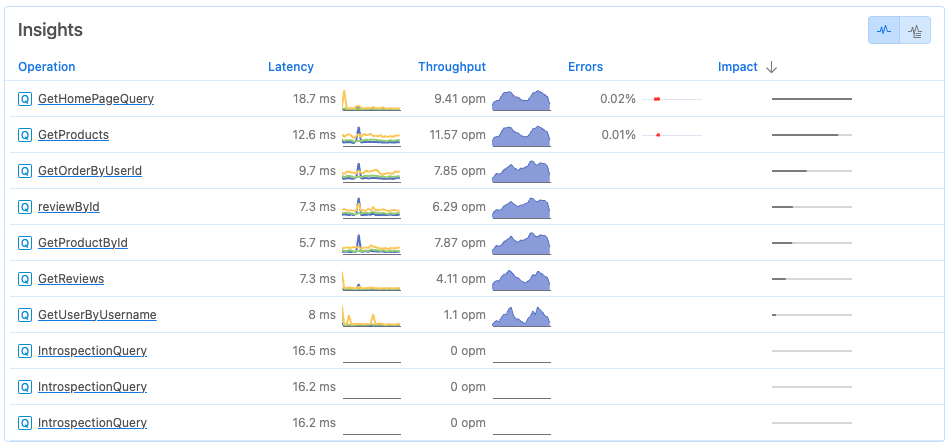 Insights
Operation Latency Throughput Errors Impact ↓
Q GetHomePageQuery 18.7 ms 9.41 opm 0.02%
Q GetProducts 12.6 ms 11.57 opm 0.01%
Q GetOrderByUserId 9.7 ms 7.85 opm
Q reviewById 7.3 ms 6.29 opm
Q GetProductById 5.7 ms 7.87 opm
Q GetReviews 7.3 ms 4.11 opm
Q GetUserByUsername 8 ms 1.1 opm
Q IntrospectionQuery 16.5 ms 0 opm
Q IntrospectionQuery 16.2 ms 0 opm
Q IntrospectionQuery 16.2 ms 0 opm